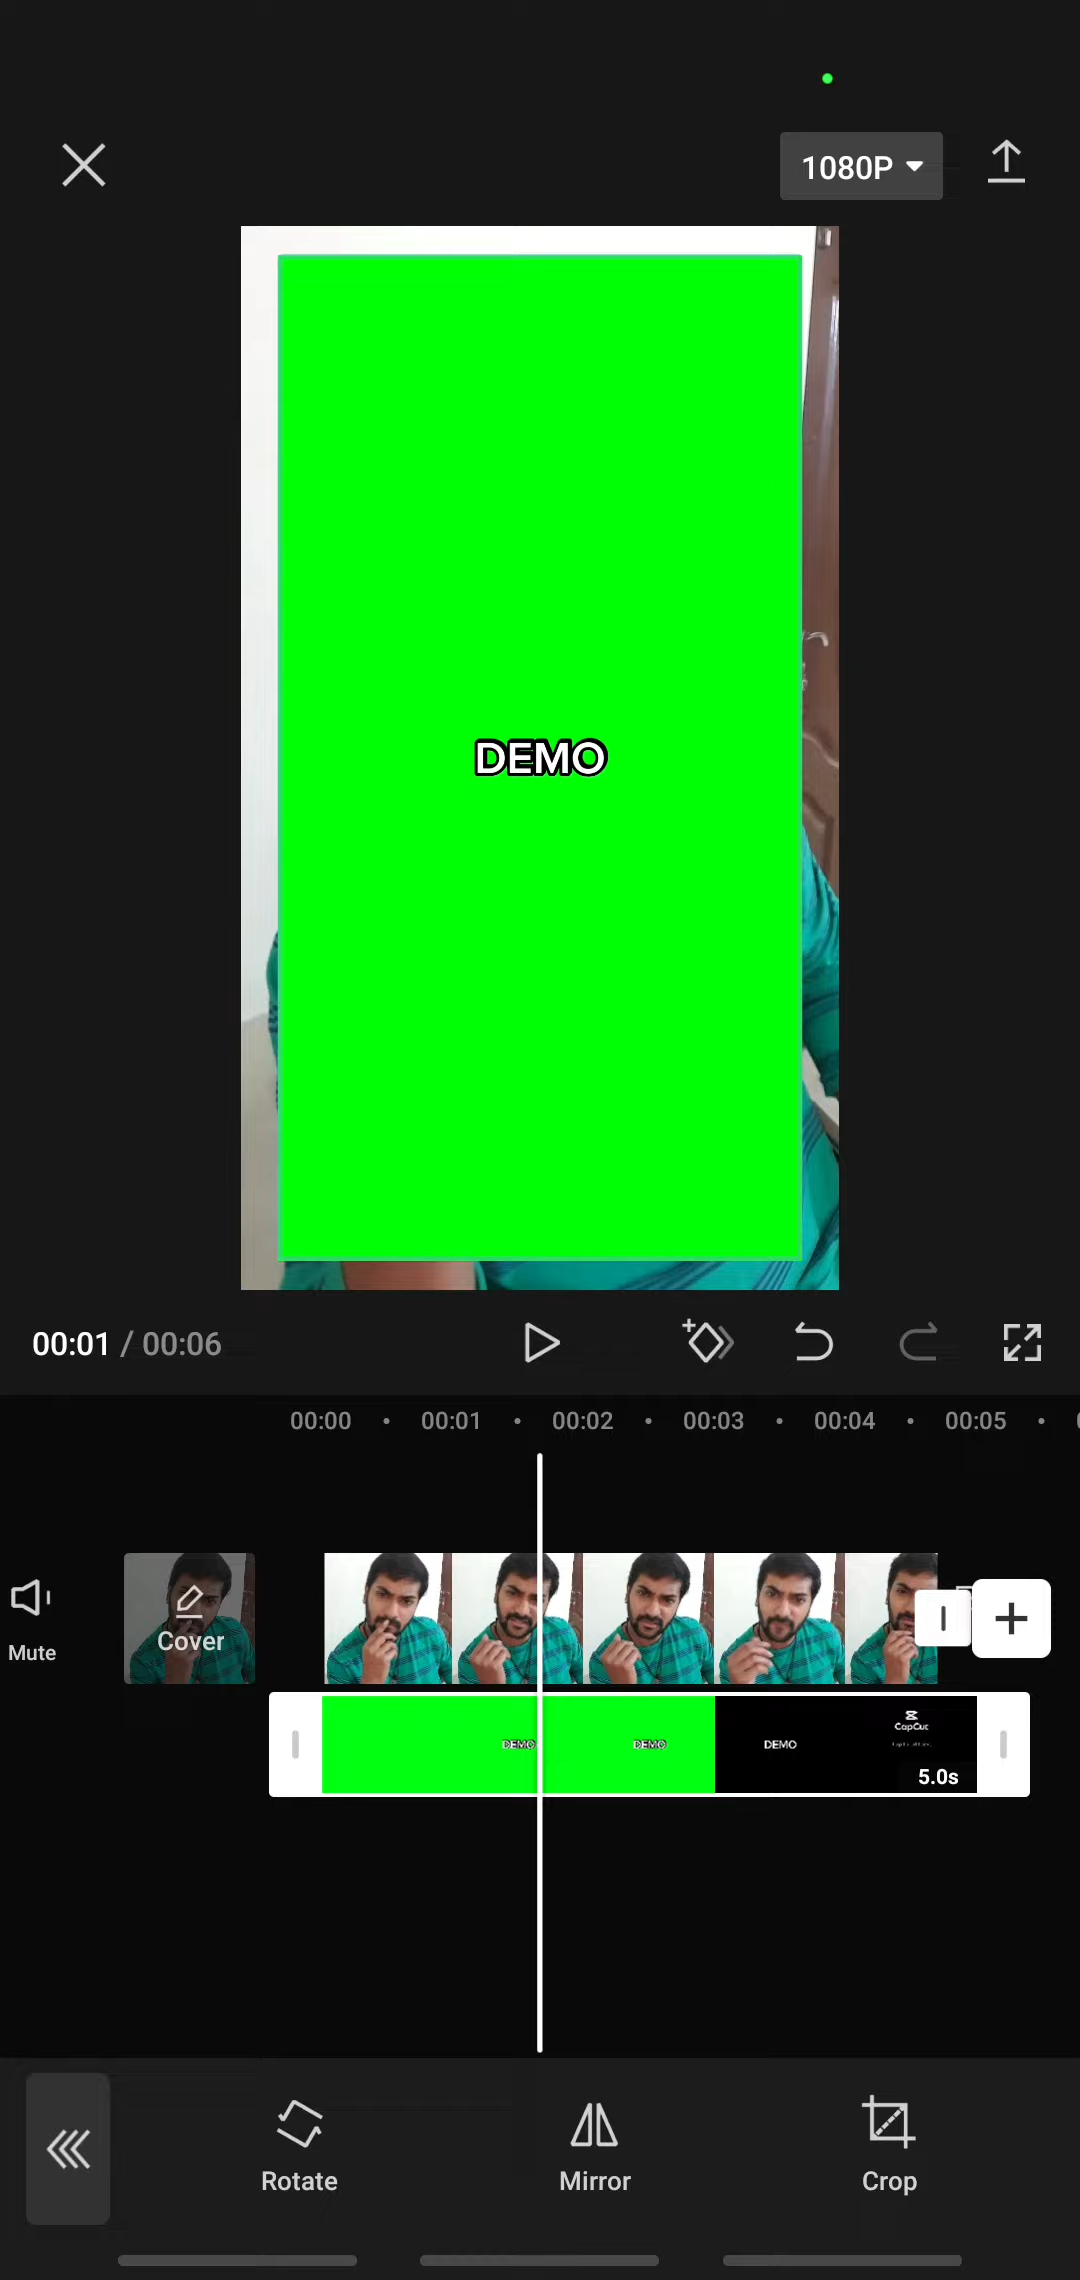 1080P
DEMO
00:01 / 00:06
00:00 • 00:01 • 00:02 • 00:03 • 00:04 • 00:05 •
Mute
Cover
DEMO
DEMO
DEMO
CapCut
5.0s
Rotate
Mirror
Crop